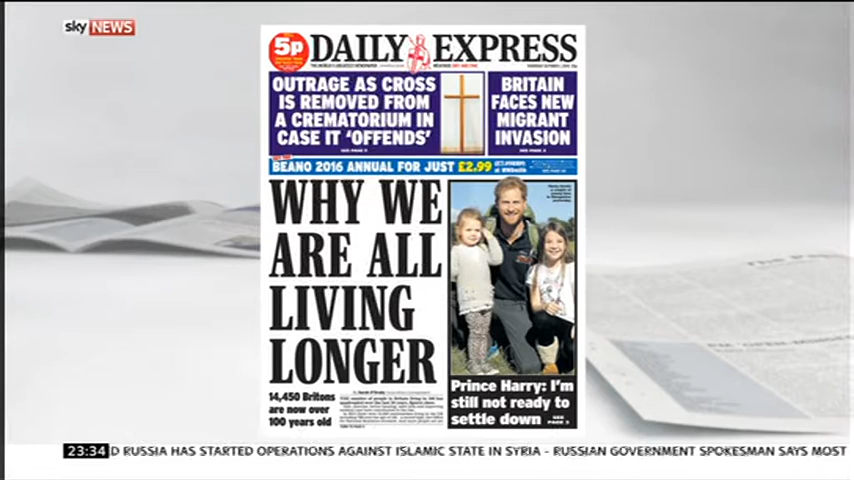 sky NEWS
5p
DAILY EXPRESS
OUTRAGE AS CROSS
IS REMOVED FROM
A CREMATORIUM IN
CASE IT 'OFFENDS'
BRITAIN
FACES NEW
MIGRANT
INVASION
BEANO 2016 ANNUAL FOR JUST £2.99
WHY WE
ARE ALL
LIVING
LONGER
14,450 Britons
are now over
100 years old
Prince Harry: I'm
still not ready to
settle down SEE PAGE 3
23:34 D RUSSIA HAS STARTED OPERATIONS AGAINST ISLAMIC STATE IN SYRIA - RUSSIAN GOVERNMENT SPOKESMAN SAYS MOST